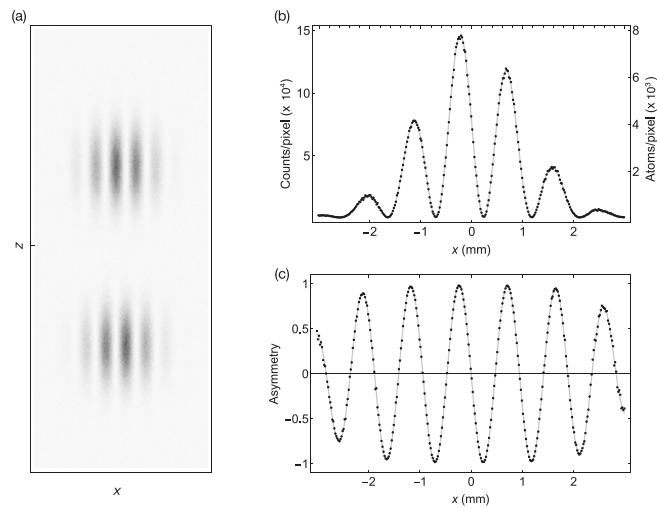 (a)
z
x
(b)
15
10
5
Counts/pixel (x 10⁴)
8
6
4
2
Atoms/pixel (x 10³)
−2
−1
0
1
2
x (mm)
(c)
1
0.5
0
−0.5
−1
Asymmetry
−2
−1
0
1
2
x (mm)